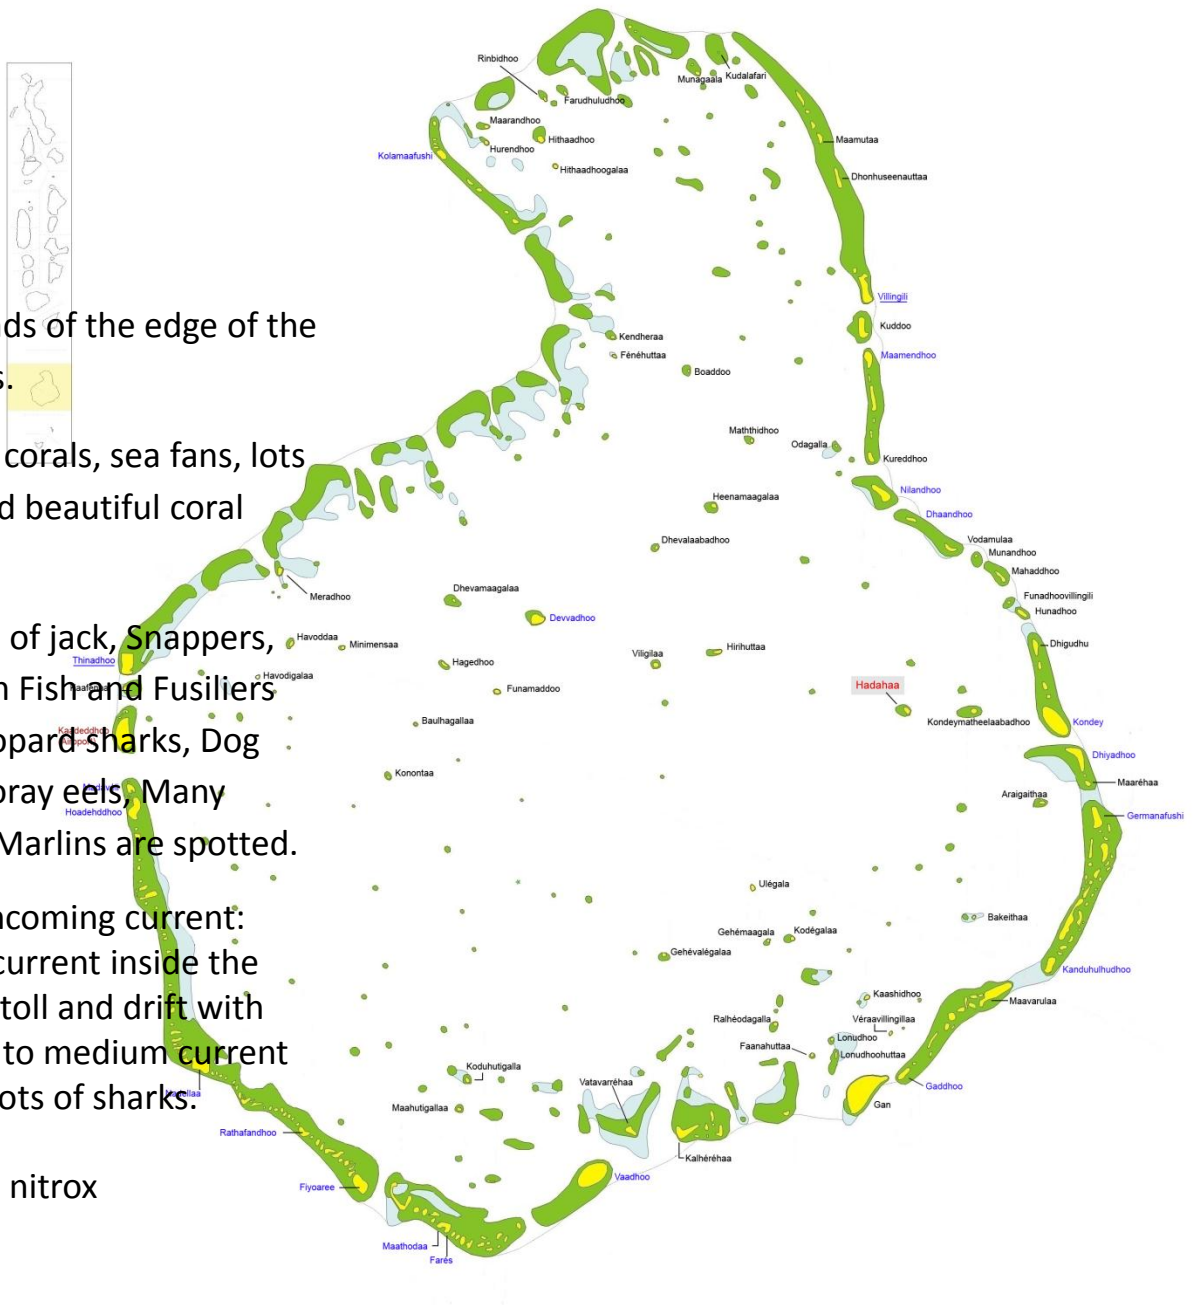 Rinbidhoo
Munagaala
Kudalafari
Farudhuludhoo
Maarandhoo
Hithaadhoo
Maamutaa
Hurendhoo
Kolamaafushi
Hithaadhoogalaa
Dhonhuseenauttaa
Villingili
nds of the edge of the
Kuddoo
Kendheraa
Fénéhuttaa
Maamendhoo
Boaddoo
s.
Maththidhoo
Odagalla
corals, sea fans, lots
Kureddhoo
Nilandhoo
Heenamaagalaa
d beautiful coral
Dhaandhoo
Dhevalaabadhoo
Vodamulaa
Munandhoo
Mahaddhoo
Dhevamaagalaa
Meradhoo
Funadhoovillingili
Hunadhoo
Devvadhoo
of jack, Snappers,
Havoddaa
Minimensaa
Dhigudhu
Hirihuttaa
Viligilaa
Thinadhoo
Hagedhoo
Havodigalaa
Hadahaa
n Fish and Fusiliers
Funamaddoo
Baulhagallaa
Kondeymatheelaabadhoo
Kondey
Kaadeddhoo
opard sharks, Dog
Dhiyadhoo
Konontaa
Maaréhaa
oray eels, Many
Araigaithaa
Hoadehddhoo
Germanafushi
Marlins are spotted.
Ulégala
ncoming current:
Bakeithaa
Gehémaagala
Kodégalaa
Gehévalégalaa
current inside the
Kanduhulhudhoo
Kaashidhoo
Maavarulaa
toll and drift with
Ralhéodagalla
Véraavillingillaa
Lonudhoo
Faanahuttaa
Lonudhoohuttaa
to medium current
Koduhutigalla
Vatavarréhaa
Gaddhoo
ots of sharks.
Gan
Maahutigallaa
Rathafandhoo
Kalhéréhaa
Vaadhoo
Fiyoaree
nitrox
Maathodaa
Farés